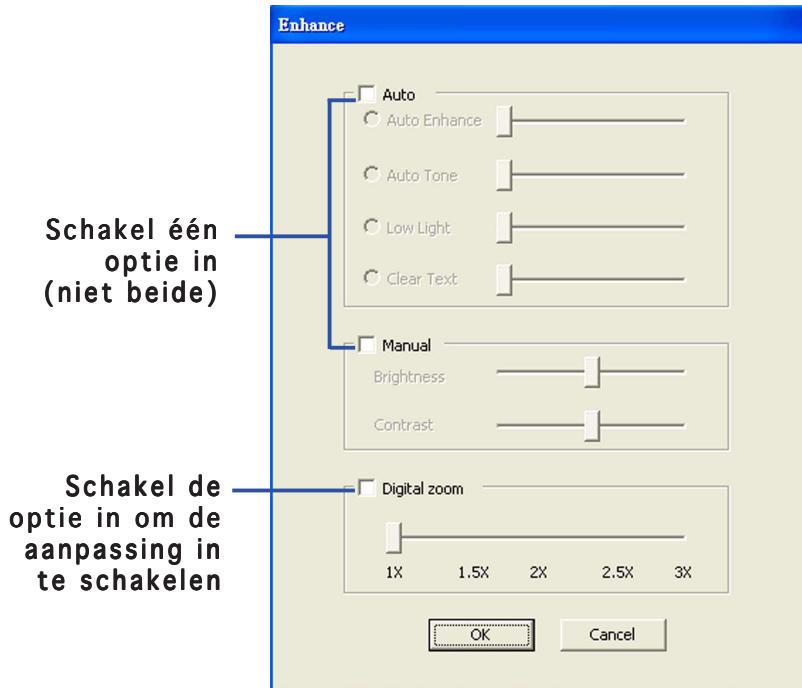 Enhance
Auto
Auto Enhance
Auto Tone
Low Light
Clear Text
Schakel één
optie in
(niet beide)
Manual
Brightness
Contrast
Schakel de
optie in om de
aanpassing in
te schakelen
Digital zoom
1X 1.5X 2X 2.5X 3X
OK Cancel